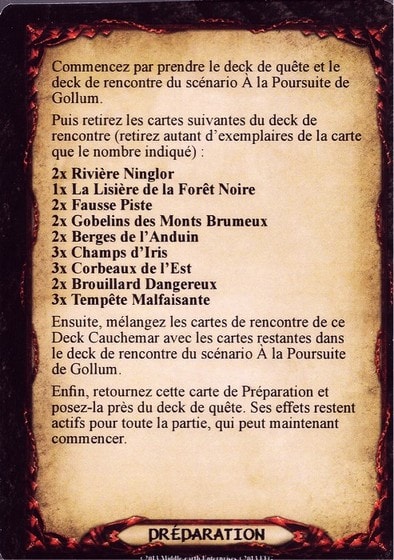 Commencez par prendre le deck de quête et le
deck de rencontre du scénario À la Poursuite de
Gollum.
Puis retirez les cartes suivantes du deck de
rencontre (retirez autant d'exemplaires de la carte
que le nombre indiqué) :
2x Rivière Ninglor
1x La Lisière de la Forêt Noire
2x Fausse Piste
2x Gobelins des Monts Brumeux
2x Berges de l'Anduin
3x Champs d'Iris
3x Corbeaux de l'Est
2x Brouillard Dangereux
3x Tempête Malfaisante
Ensuite, mélangez les cartes de rencontre de ce
Deck Cauchemar avec les cartes restantes dans
le deck de rencontre du scénario À la Poursuite
de Gollum.
Enfin, retournez cette carte de Préparation et
posez-la près du deck de quête. Ses effets restent
actifs pour toute la partie, qui peut maintenant
commencer.
PRÉPARATION
2013 Middle-earth Enterprises